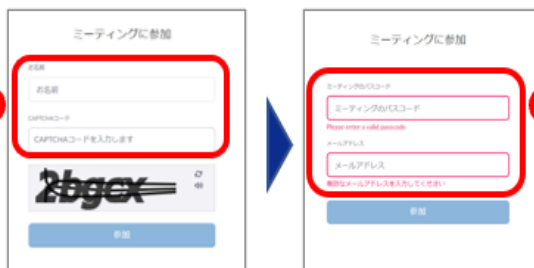 ミーティングに参加
お名前
お名前
CAPTCHAコード
CAPTCHAコードを入力します
2bgcx
参加
ミーティングに参加
ミーティングのパスコード
ミーティングのパスコード
Please enter a valid passcode
メールアドレス
メールアドレス
有効なメールアドレスを入力してください
参加